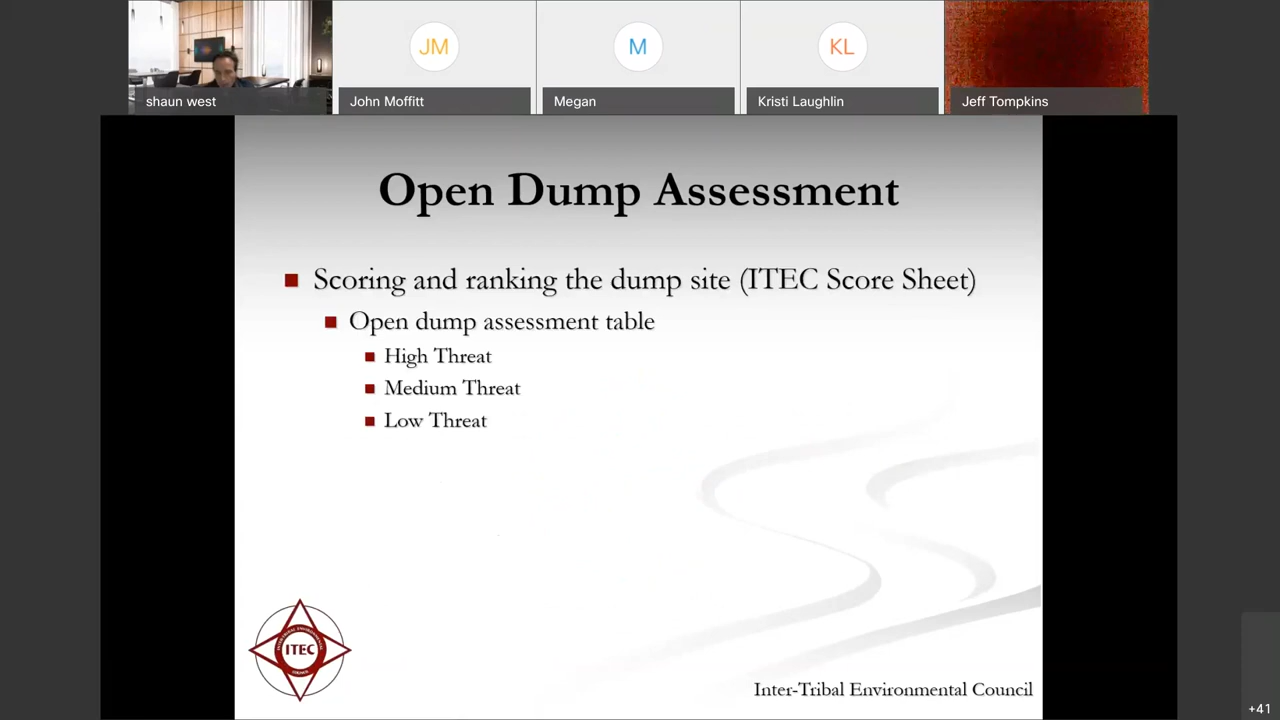 JM
M
KL
shaun west
John Moffitt
Megan
Kristi Laughlin
Jeff Tompkins
Open Dump Assessment
Scoring and ranking the dump site (ITEC Score Sheet)
Open dump assessment table
High Threat
Medium Threat
Low Threat
ITEC
Inter-Tribal Environmental Council
+41